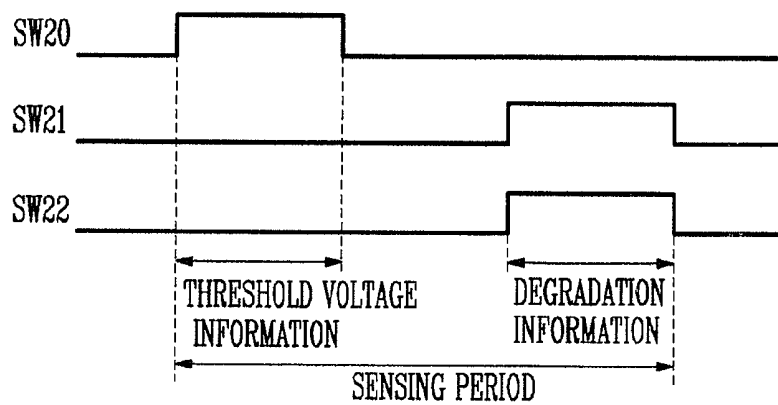 SW20
SW21
SW22
THRESHOLD VOLTAGE
INFORMATION
DEGRADATION
INFORMATION
SENSING PERIOD